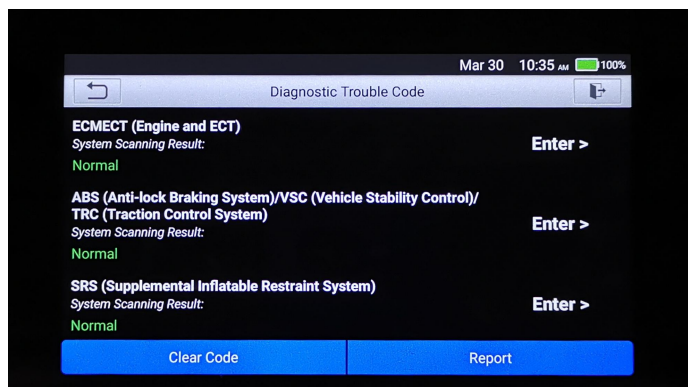 Mar 30 10:35 AM 100%
Diagnostic Trouble Code
ECMECT (Engine and ECT)
System Scanning Result:
Enter >
Normal
ABS (Anti-lock Braking System)/VSC (Vehicle Stability Control)/
TRC (Traction Control System)
System Scanning Result:
Enter >
Normal
SRS (Supplemental Inflatable Restraint System)
System Scanning Result:
Enter >
Normal
Clear Code
Report